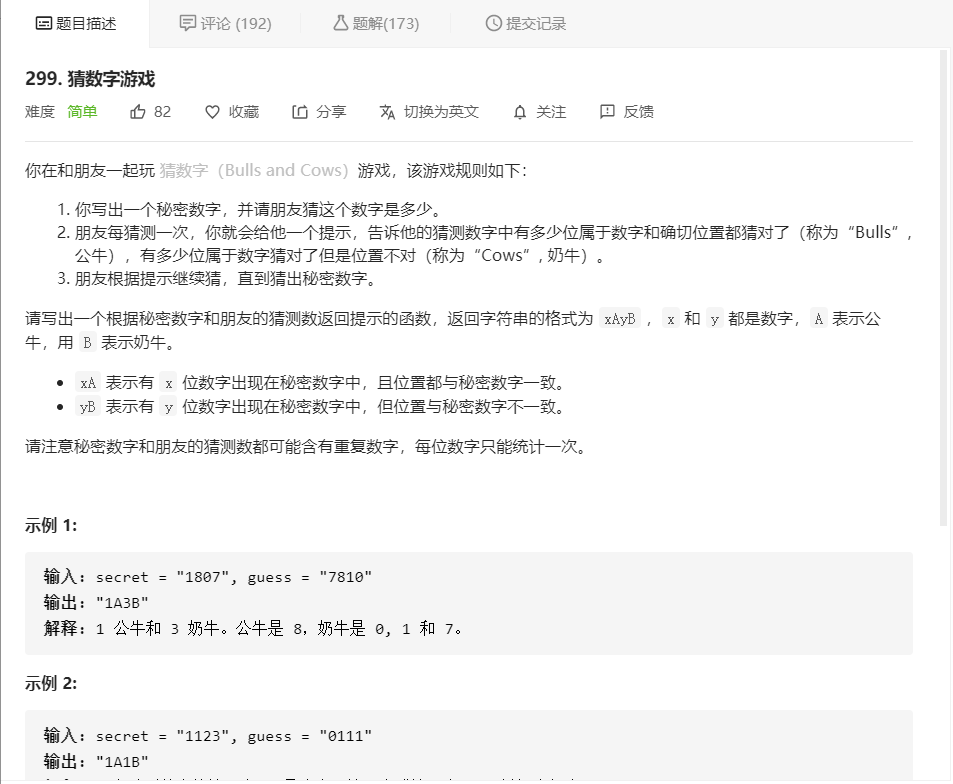 题目描述 评论 (192) 题解(173) 提交记录
299. 猜数字游戏
难度 简单 82 收藏 分享 切换为英文 关注 反馈
你在和朋友一起玩 猜数字（Bulls and Cows）游戏，该游戏规则如下：
1. 你写出一个秘密数字，并请朋友猜这个数字是多少。
2. 朋友每猜测一次，你就会给他一个提示，告诉他的猜测数字中有多少位属于数字和确切位置都猜对了（称为“Bulls”,
公牛），有多少位属于数字猜对了但是位置不对（称为“Cows”, 奶牛）。
3. 朋友根据提示继续猜，直到猜出秘密数字。
请写出一个根据秘密数字和朋友的猜测数返回提示的函数，返回字符串的格式为 xAyB ，x 和 y 都是数字，A 表示公
牛，用 B 表示奶牛。
• xA 表示有 x 位数字出现在秘密数字中，且位置都与秘密数字一致。
• yB 表示有 y 位数字出现在秘密数字中，但位置与秘密数字不一致。
请注意秘密数字和朋友的猜测数都可能含有重复数字，每位数字只能统计一次。
示例 1:
输入: secret = "1807", guess = "7810"
输出: "1A3B"
解释: 1 公牛和 3 奶牛。公牛是 8，奶牛是 0, 1 和 7。
示例 2:
输入: secret = "1123", guess = "0111"
输出: "1A1B"